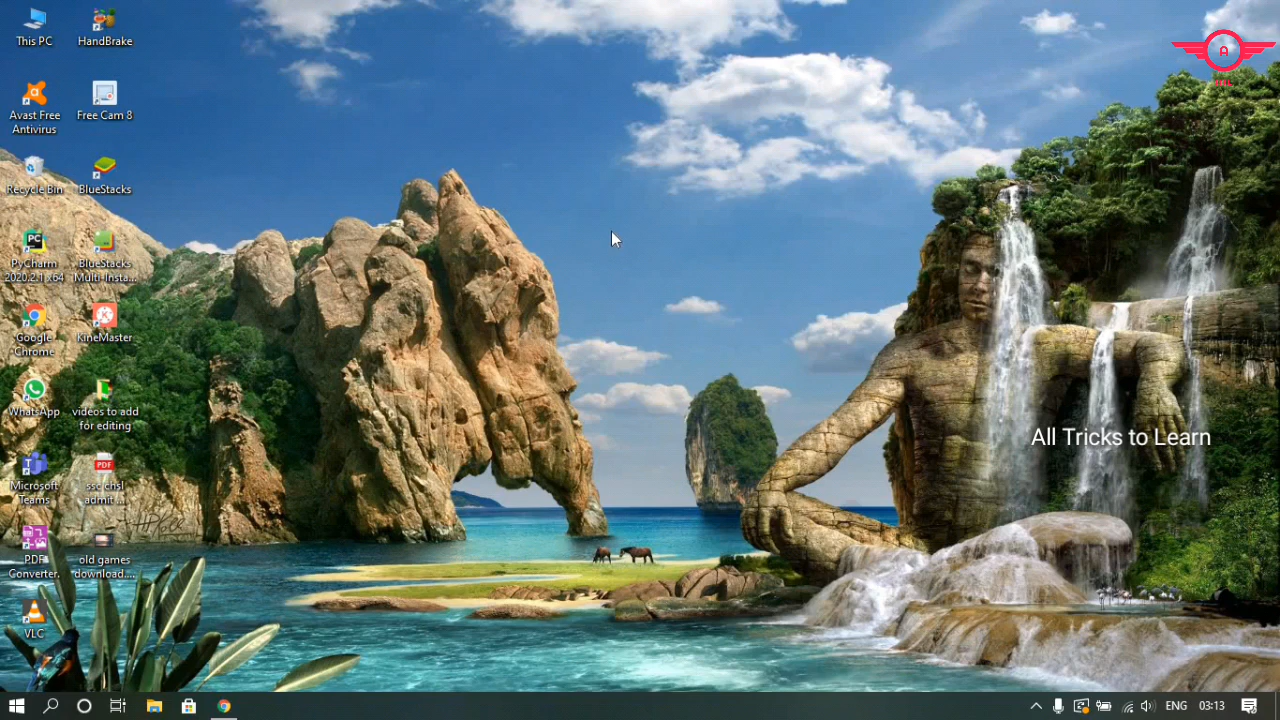 This PC
HandBrake
Avast Free
Antivirus
Free Cam 8
Recycle Bin
BlueStacks
PC
PyCharm
2020.2.1 x64
BlueStacks
Multi-Insta...
Google
Chrome
KineMaster
WhatsApp
videos to add
for editing
Microsoft
Teams
PDF
ssc chsl
admit ...
PDF
Converter.
old games
download....
VLC
A
All Tricks to Learn
ENG
03:13